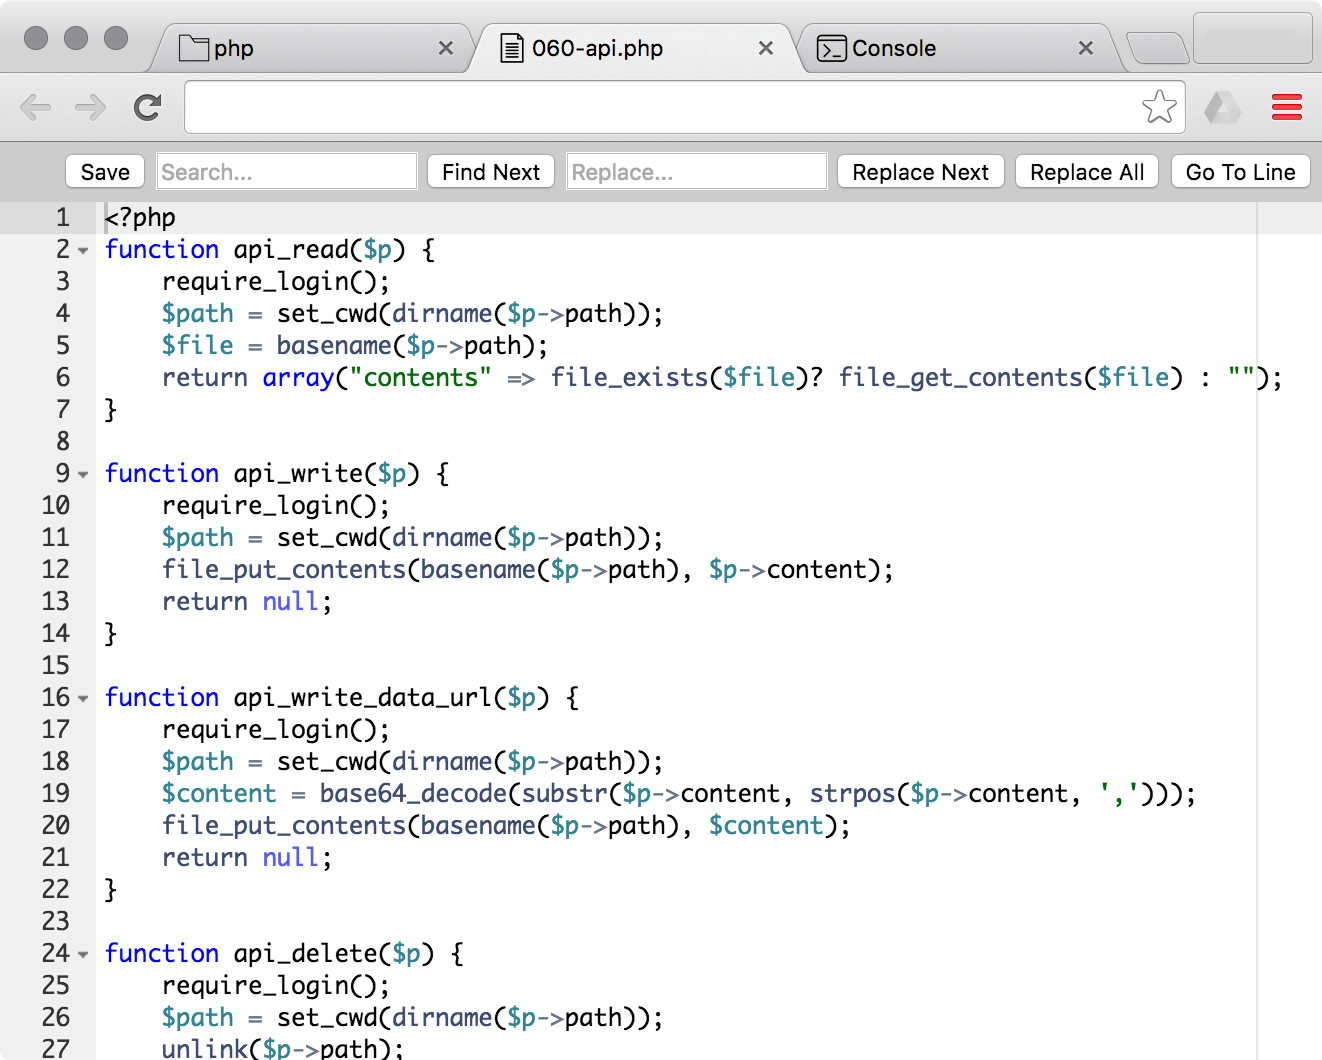 php
060-api.php
Console
Save Search... Find Next Replace... Replace Next Replace All Go To Line
1 <?php
2 function api_read($p) {
3     require_login();
4     $path = set_cwd(dirname($p->path));
5     $file = basename($p->path);
6     return array("contents" => file_exists($file)? file_get_contents($file) : "");
7 }
8
9 function api_write($p) {
10     require_login();
11     $path = set_cwd(dirname($p->path));
12     file_put_contents(basename($p->path), $p->content);
13     return null;
14 }
15
16 function api_write_data_url($p) {
17     require_login();
18     $path = set_cwd(dirname($p->path));
19     $content = base64_decode(substr($p->content, strpos($p->content, ',')));
20     file_put_contents(basename($p->path), $content);
21     return null;
22 }
23
24 function api_delete($p) {
25     require_login();
26     $path = set_cwd(dirname($p->path));
27     unlink($p->path);